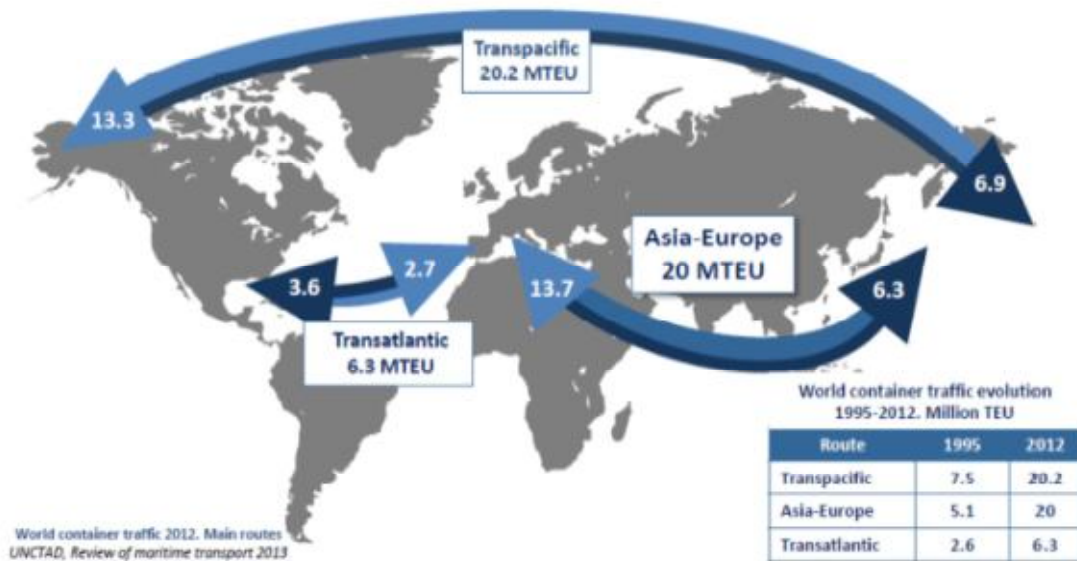 Transpacific
20.2 MTEU
13.3
6.9
Asia-Europe
20 MTEU
2.7
3.6
13.7
6.3
Transatlantic
6.3 MTEU
World container traffic evolution
1995-2012. Million TEU
Route 1995 2012
Transpacific 7.5 20.2
Asia-Europe 5.1 20
Transatlantic 2.6 6.3
World container traffic 2012. Main routes
UNCTAD, Review of maritime transport 2013